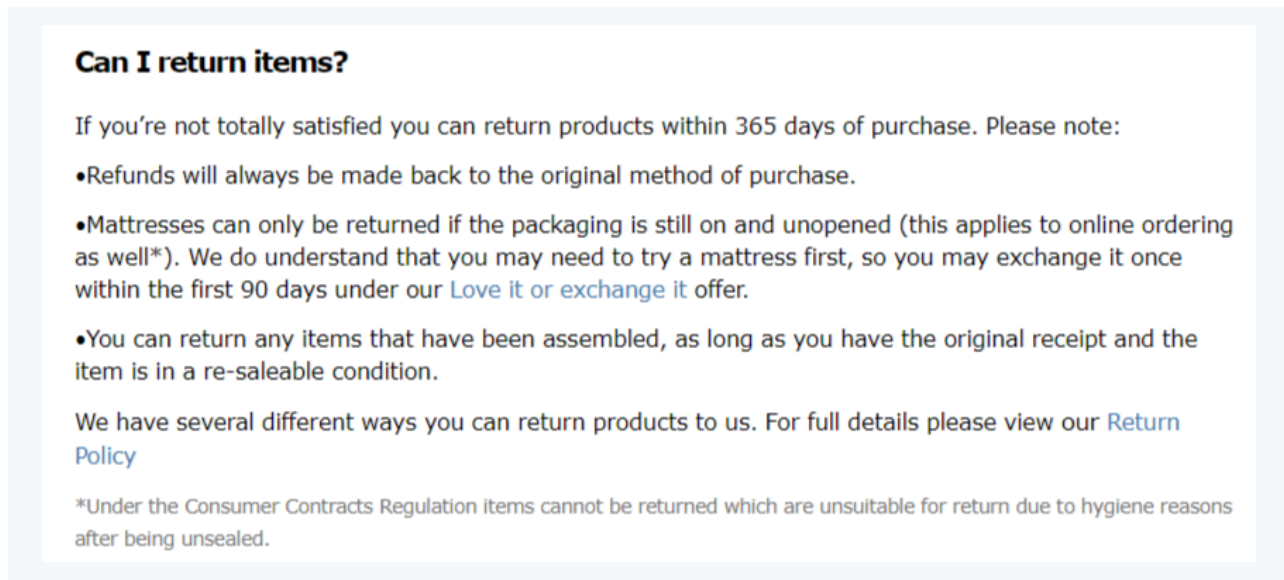 Can I return items?
If you’re not totally satisfied you can return products within 365 days of purchase. Please note:
•Refunds will always be made back to the original method of purchase.
•Mattresses can only be returned if the packaging is still on and unopened (this applies to online ordering
as well*). We do understand that you may need to try a mattress first, so you may exchange it once
within the first 90 days under our Love it or exchange it offer.
•You can return any items that have been assembled, as long as you have the original receipt and the
item is in a re-saleable condition.
We have several different ways you can return products to us. For full details please view our Return
Policy
*Under the Consumer Contracts Regulation items cannot be returned which are unsuitable for return due to hygiene reasons
after being unsealed.